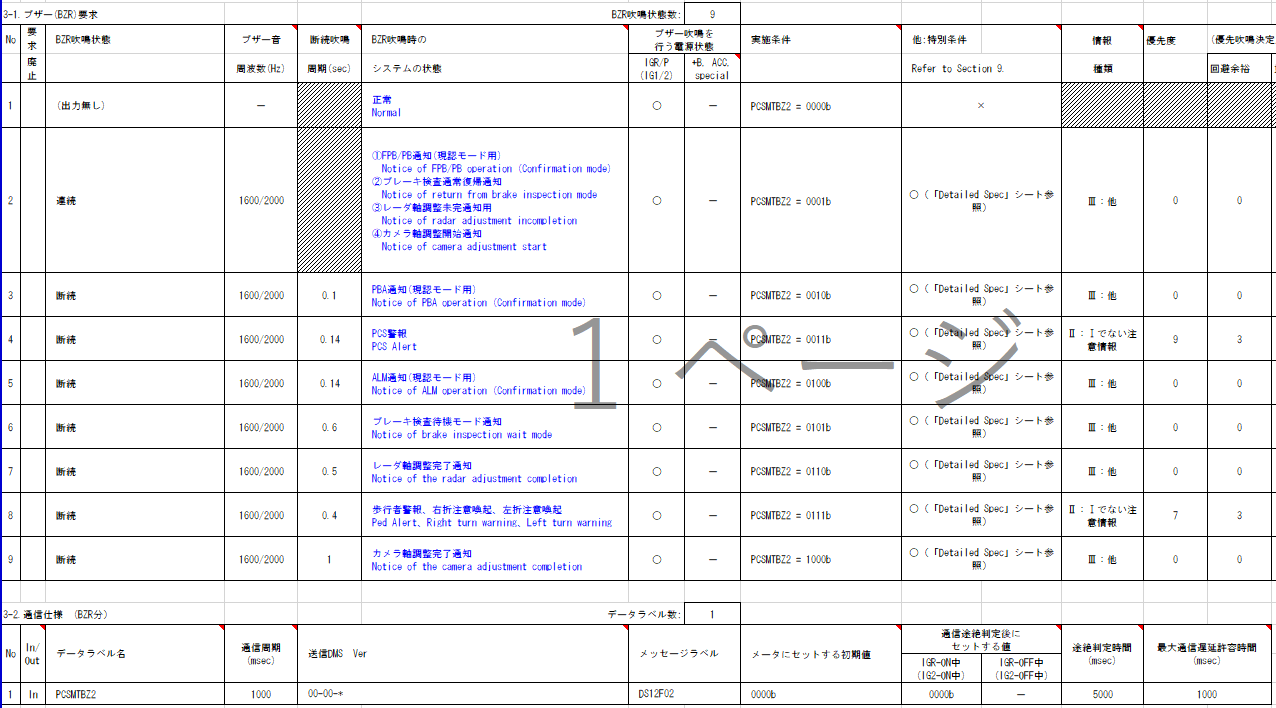 3-1. ブザー(BZR)要求 BZR吹鳴状態数: 9
No 要求 BZR吹鳴状態 ブザー音 断続吹鳴 BZR吹鳴時の ブザー吹鳴を行う電源状態 実施条件 他:特別条件 情報 優先度 (優先吹鳴決定
廃止 周波数(Hz) 周期(sec) システムの状態 IGR/P (IG1/2) +B, ACC, special Refer to Section 9. 種類 回避余裕
1 (出力無し) － 正常 ○ － PCSMTBZ2 = 0000b ×
Normal
2 連続 1600/2000 ①FPB/PB通知(現認モード用) ○ － PCSMTBZ2 = 0001b ○（「Detailed Spec」シート参照） Ⅲ：他 0 0
Notice of FPB/PB operation (Confirmation mode)
②ブレーキ検査通常復帰通知
Notice of return from brake inspection mode
③レーダ軸調整未完通知用
Notice of radar adjustment incompletion
④カメラ軸調整開始通知
Notice of camera adjustment start
3 断続 1600/2000 0.1 PBA通知(現認モード用) ○ － PCSMTBZ2 = 0010b ○（「Detailed Spec」シート参照） Ⅲ：他 0 0
Notice of PBA operation (Confirmation mode)
4 断続 1600/2000 0.14 PCS警報 ○ － PCSMTBZ2 = 0011b ○（「Detailed Spec」シート参照） Ⅱ：Ⅰでない注意情報 9 3
PCS Alert
1 ページ
5 断続 1600/2000 0.14 ALM通知(現認モード用) ○ － PCSMTBZ2 = 0100b ○（「Detailed Spec」シート参照） Ⅲ：他 0 0
Notice of ALM operation (Confirmation mode)
6 断続 1600/2000 0.6 ブレーキ検査待機モード通知 ○ － PCSMTBZ2 = 0101b ○（「Detailed Spec」シート参照） Ⅲ：他 0 0
Notice of brake inspection wait mode
7 断続 1600/2000 0.5 レーダ軸調整完了通知 ○ － PCSMTBZ2 = 0110b ○（「Detailed Spec」シート参照） Ⅲ：他 0 0
Notice of the radar adjustment completion
8 断続 1600/2000 0.4 歩行者警報、右折注意喚起、左折注意喚起 ○ － PCSMTBZ2 = 0111b ○（「Detailed Spec」シート参照） Ⅱ：Ⅰでない注意情報 7 3
Ped Alert、Right turn warning、Left turn warning
9 断続 1600/2000 1 カメラ軸調整完了通知 ○ － PCSMTBZ2 = 1000b ○（「Detailed Spec」シート参照） Ⅲ：他 0 0
Notice of the camera adjustment completion
3-2. 通信仕様 （BZR分） データラベル数: 1
No In/Out データラベル名 通信周期 (msec) 送信DMS Ver メッセージラベル メータにセットする初期値 通信途絶判定後にセットする値 途絶判定時間 (msec) 最大通信遅延許容時間 (msec)
IGR-ON中 (IG2-ON中) IGR-OFF中 (IG2-OFF中)
1 In PCSMTBZ2 1000 00-00-* DS12F02 0000b 0000b － 5000 1000